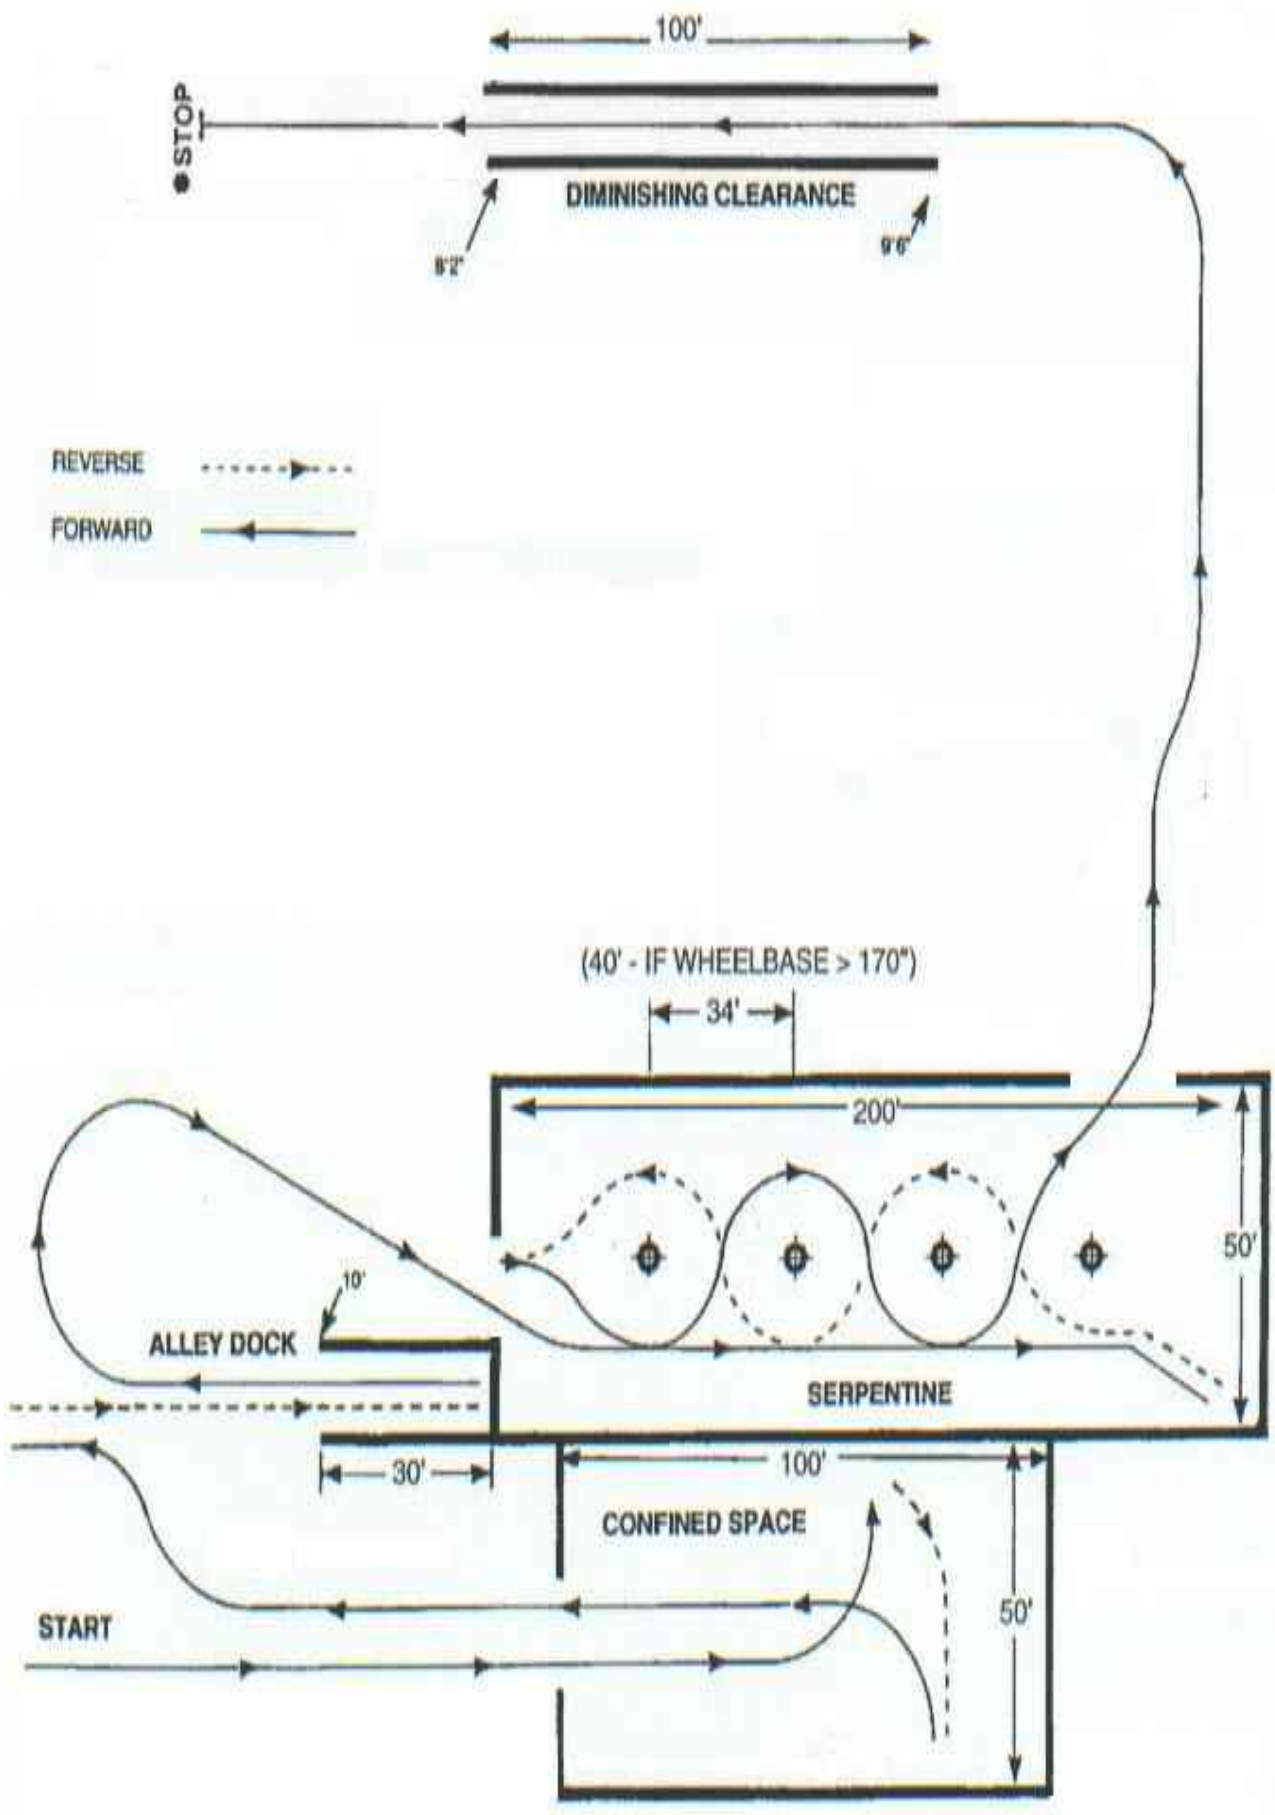 100'
STOP
DIMINISHING CLEARANCE
9'6"
8'2"
REVERSE
FORWARD
(40' - IF WHEELBASE > 170")
34'
200'
50'
10'
ALLEY DOCK
SERPENTINE
30'
100'
CONFINED SPACE
50'
START